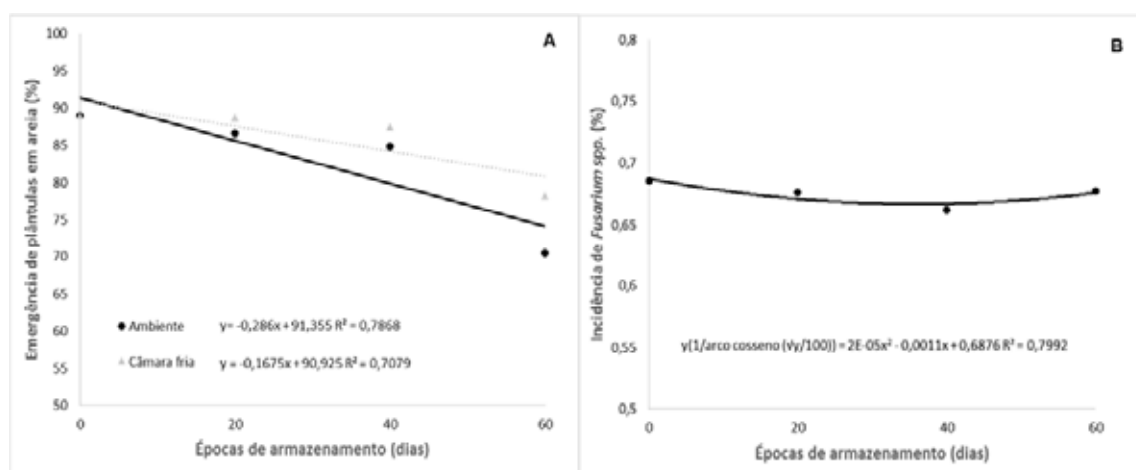 A
Emergência de plântulas em areia (%)
100
95
90
85
80
75
70
65
60
55
50
Ambiente y= -0,286x + 91,355 R² = 0,7868
Câmara fria y = -0,1675x + 90,925 R² = 0,7079
0 20 40 60
Épocas de armazenamento (dias)
B
Incidência de Fusarium spp. (%)
0,8
0,75
0,7
0,65
0,6
0,55
0,5
y(1/arco cosseno (√y/100)) = 2E-05x² - 0,0011x + 0,6876 R² = 0,7992
0 20 40 60
Épocas de armazenamento (dias)